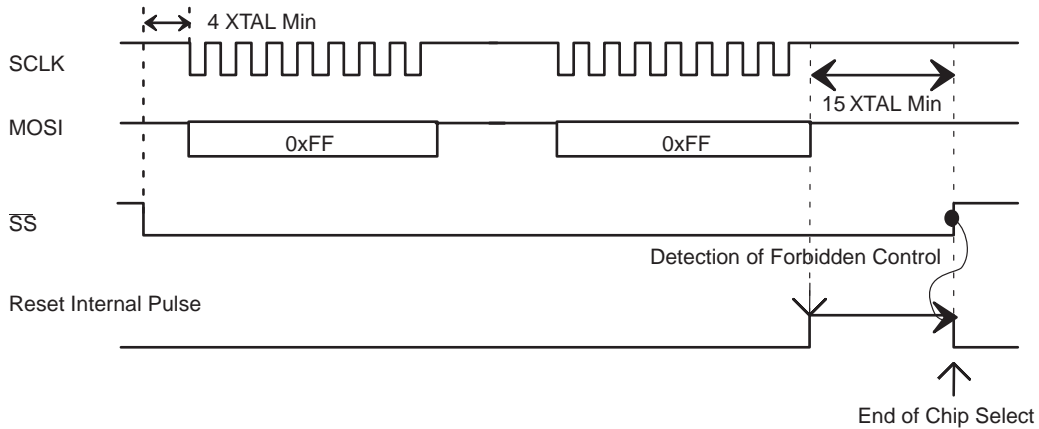 4 XTAL Min
SCLK
15 XTAL Min
MOSI
0xFF 0xFF
SS
Detection of Forbidden Control
Reset Internal Pulse
End of Chip Select